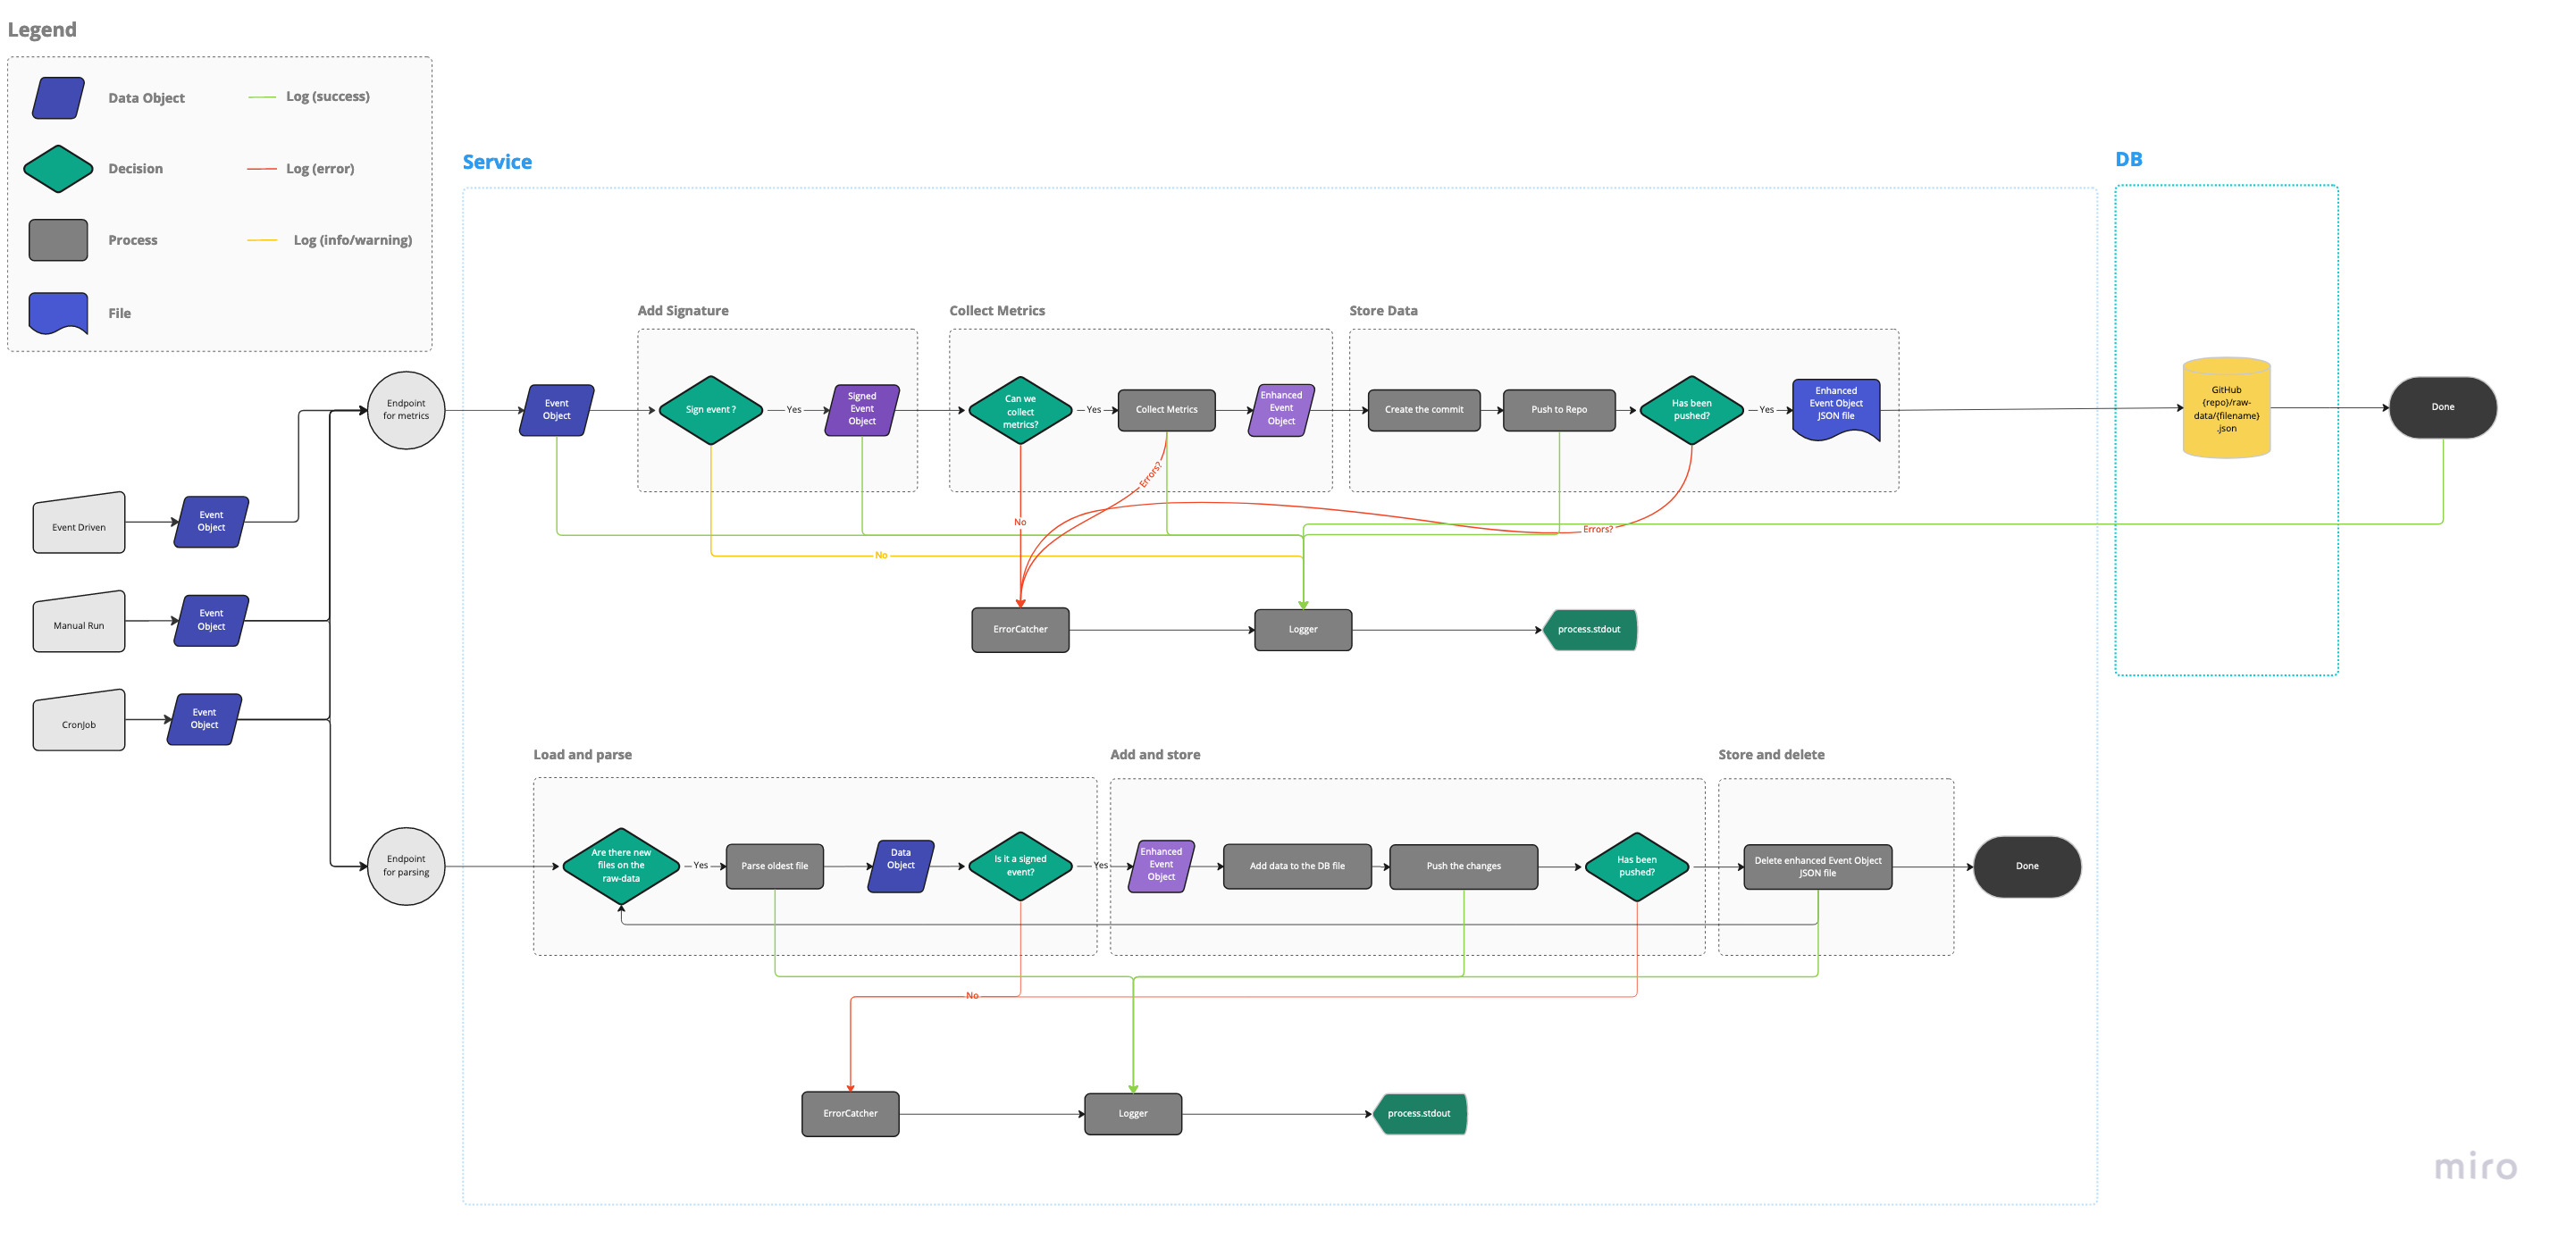 Legend
Data Object
Log (success)
Decision
Log (error)
Process
Log (info/warning)
File
Service
DB
Add Signature
Collect Metrics
Store Data
Endpoint
for metrics
Event
Object
Sign event ?
Yes
Signed
Event
Object
Can we
collect
metrics?
Yes
Collect Metrics
Enhanced
Event
Object
Create the commit
Push to Repo
Has been
pushed?
Yes
Enhanced
Event Object
JSON file
GitHub
{repo}/raw-
data/{filename}
.json
Done
Errors?
No
Errors?
No
Event Driven
Event
Object
Manual Run
Event
Object
CronJob
Event
Object
ErrorCatcher
Logger
process.stdout
Load and parse
Add and store
Store and delete
Endpoint
for parsing
Are there new
files on the
raw-data
Yes
Parse oldest file
Data
Object
Is it a signed
event?
Yes
Enhanced
Event
Object
Add data to the DB file
Push the changes
Has been
pushed?
Delete enhanced Event Object
JSON file
Done
No
ErrorCatcher
Logger
process.stdout
miro